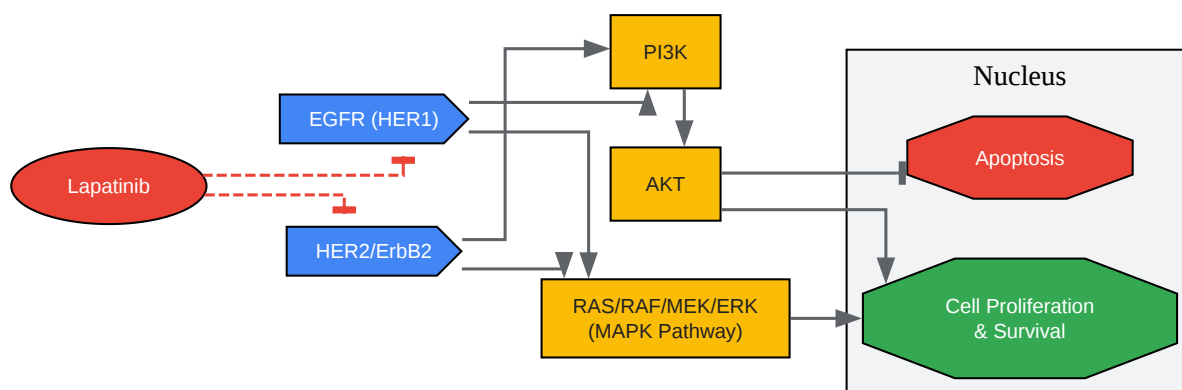 PI3K
Nucleus
EGFR (HER1)
Apoptosis
Lapatinib
AKT
HER2/ErbB2
RAS/RAF/MEK/ERK
(MAPK Pathway)
Cell Proliferation
& Survival